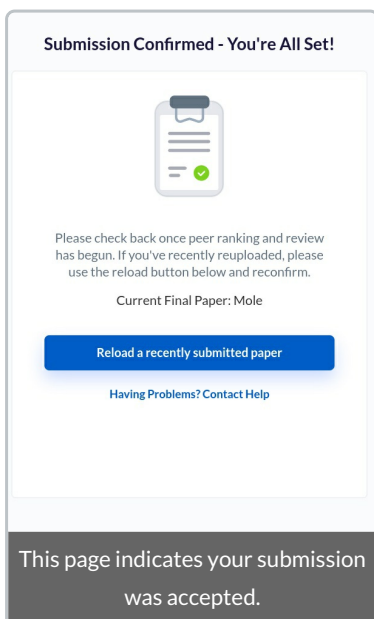 Submission Confirmed - You're All Set!
Please check back once peer ranking and review
has begun. If you've recently reuploaded, please
use the reload button below and reconfirm.
Current Final Paper: Mole
Reload a recently submitted paper
Having Problems? Contact Help
This page indicates your submission
was accepted.